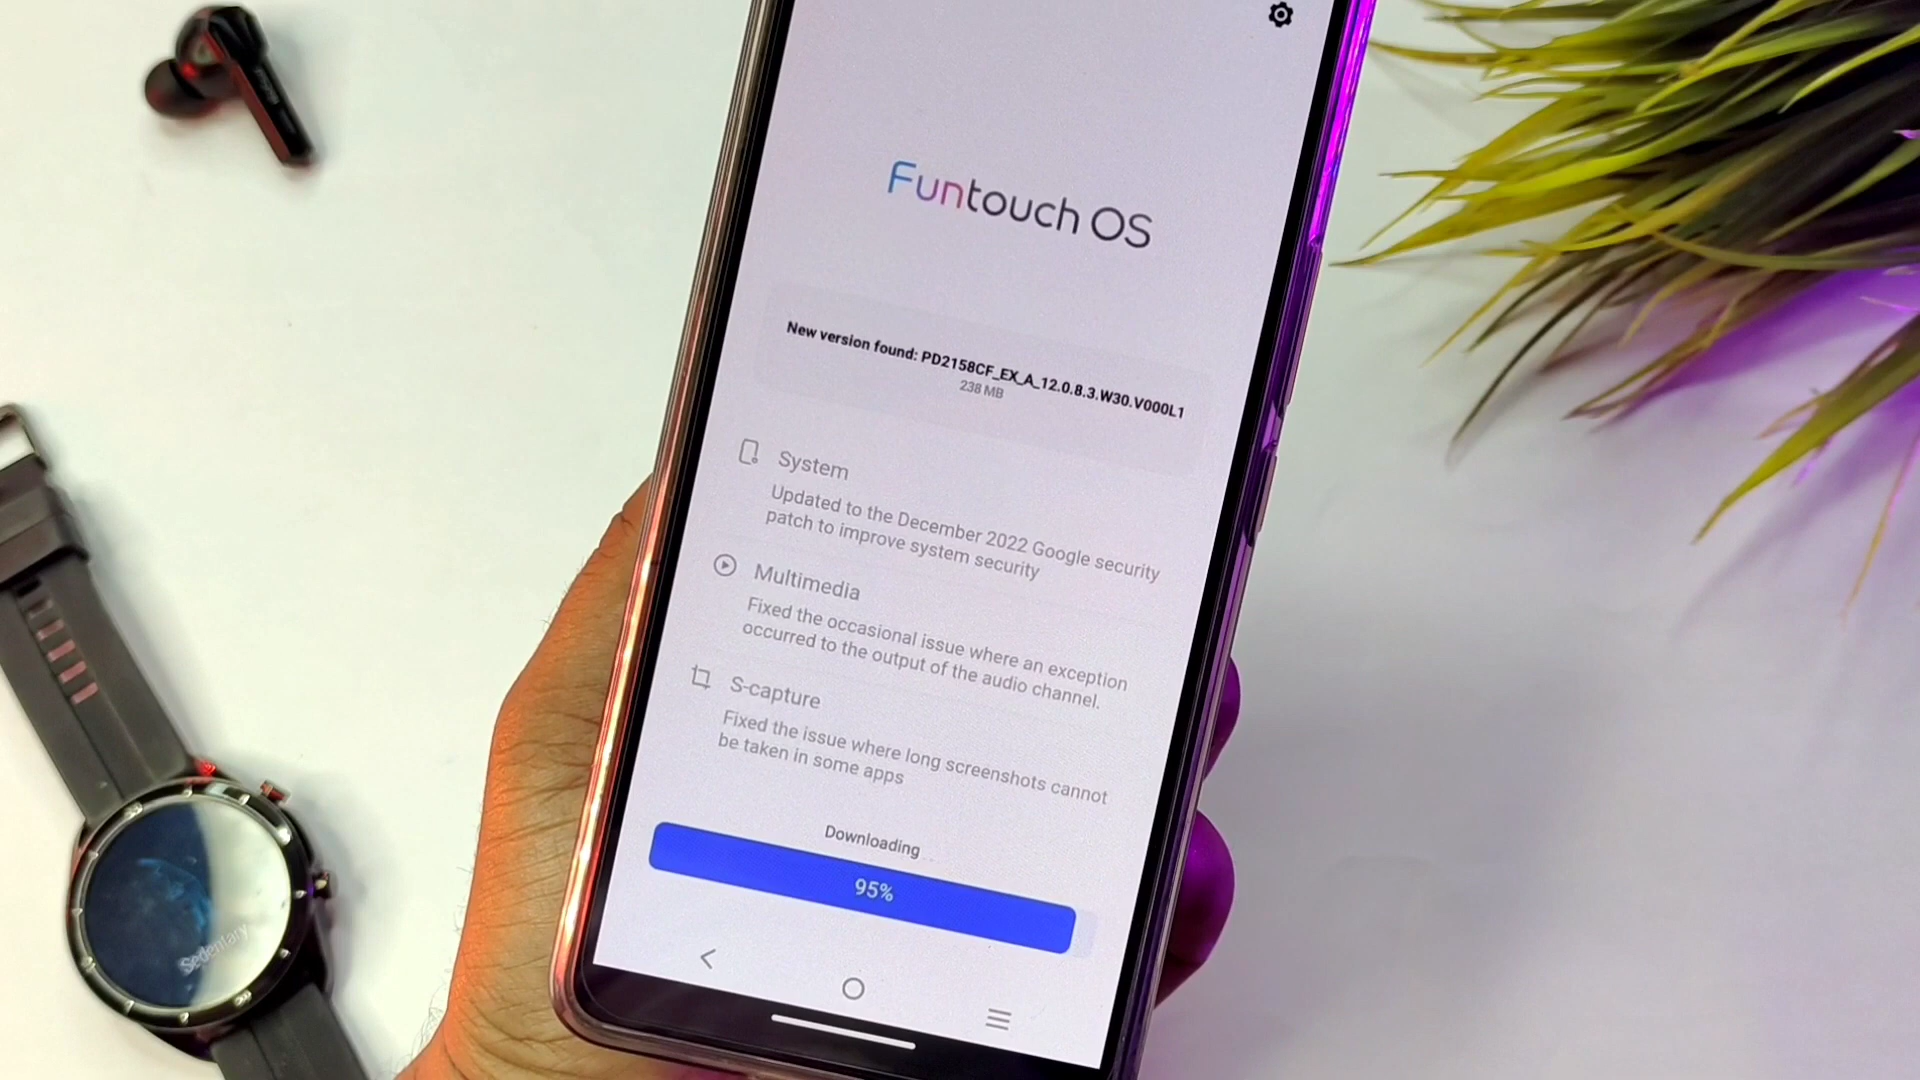 Funtouch OS
New version found: PD2158CF_EX_A_12.0.8.3.W30.V000L1
238 MB
System
Updated to the December 2022 Google security
patch to improve system security
Multimedia
Fixed the occasional issue where an exception
occurred to the output of the audio channel.
S-capture
Fixed the issue where long screenshots cannot
be taken in some apps
Downloading
95%
Sedentary